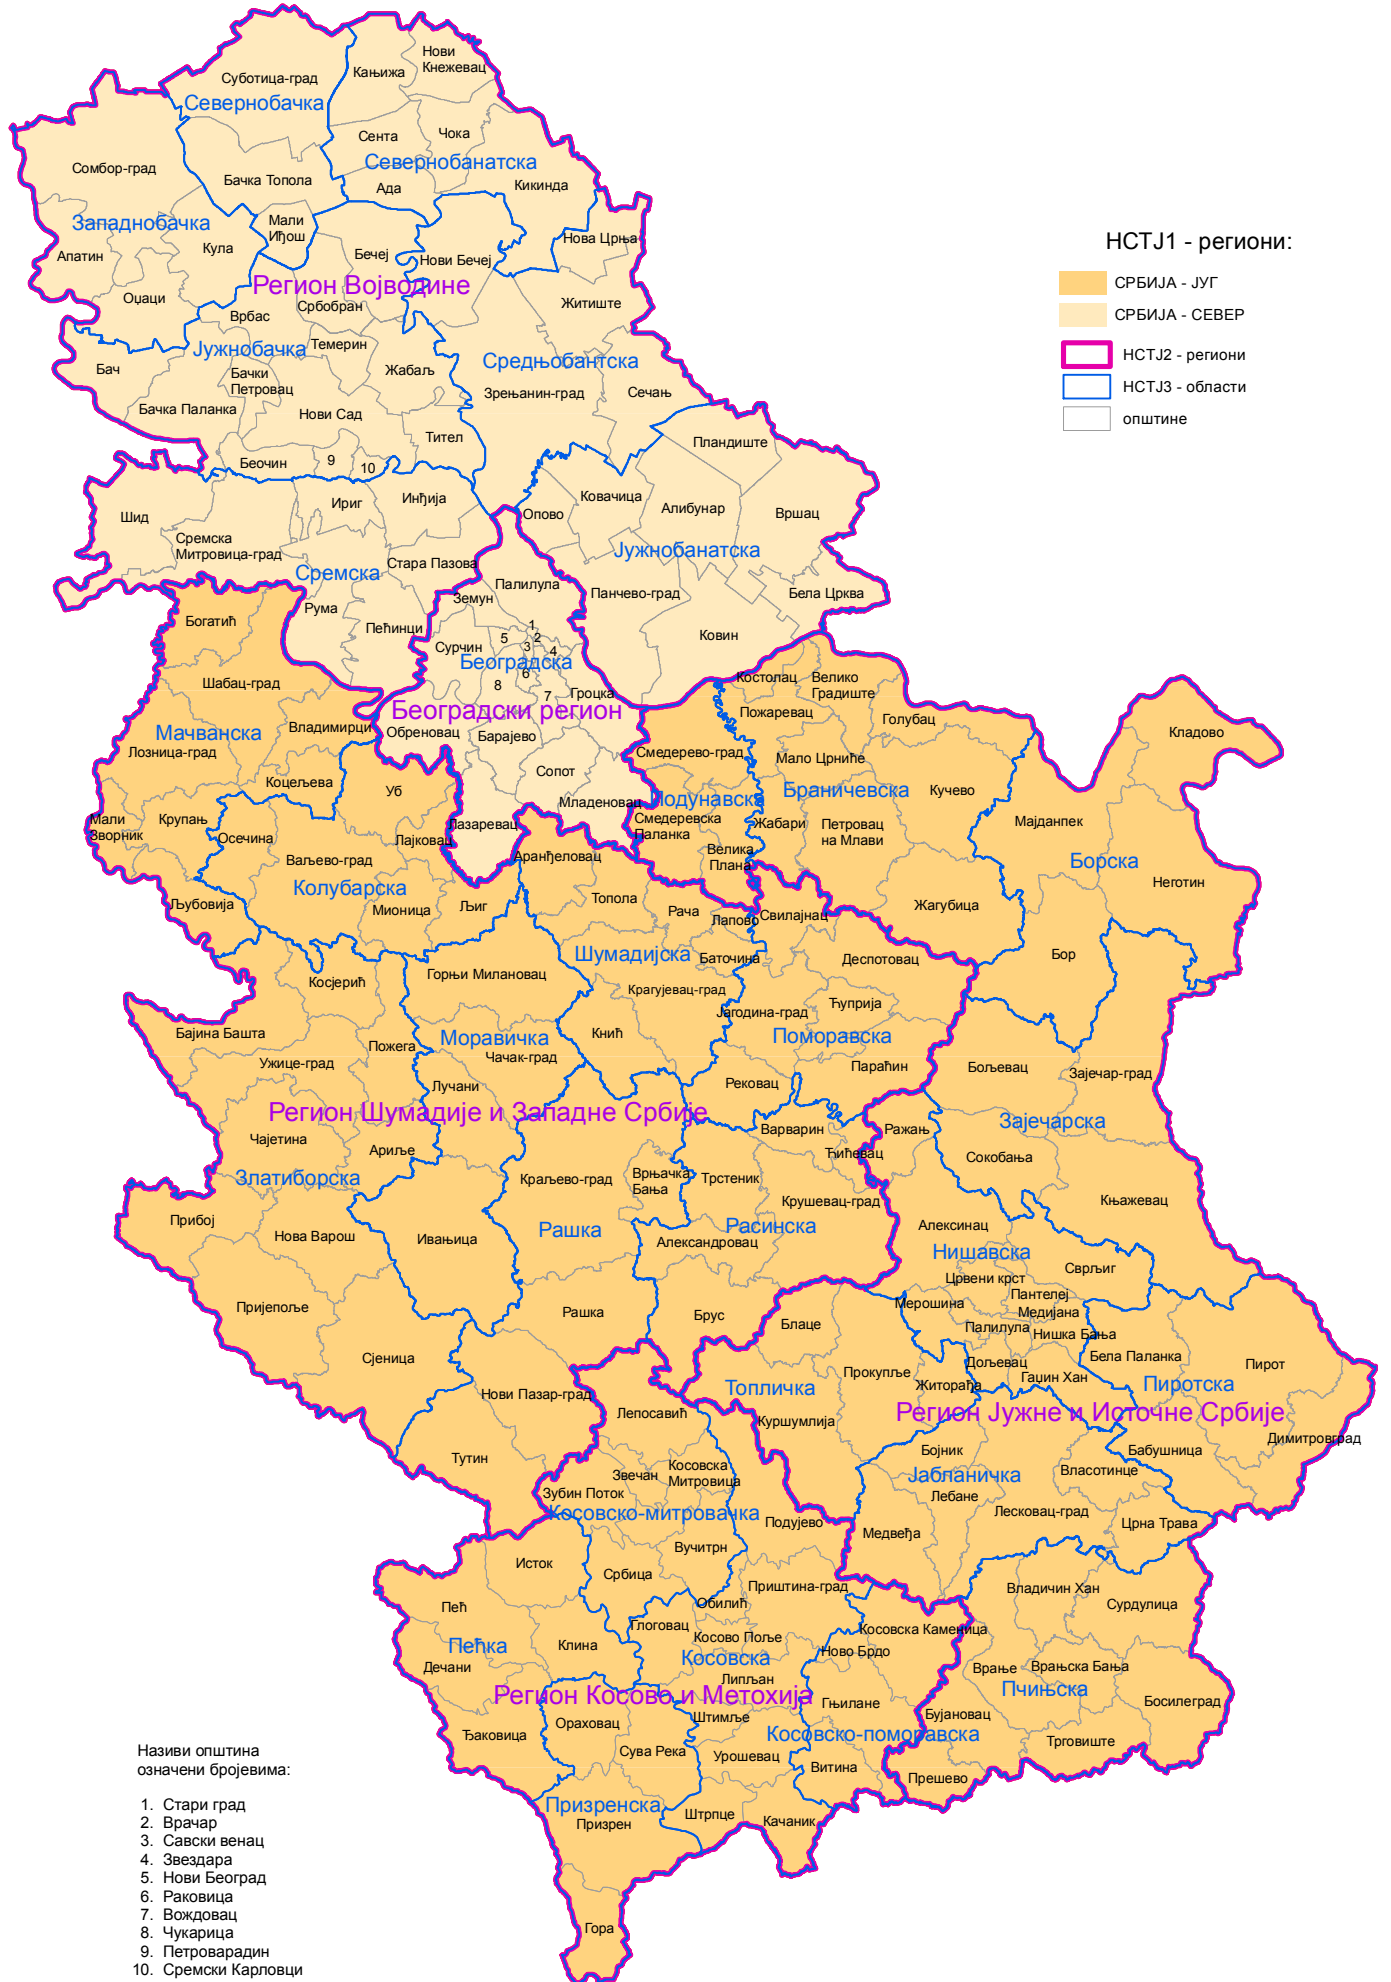 Нови
Кнежевац
Кањижа
Суботица-град
Севернобачка
Сента
Чока
Севернобанатска
Сомбор-град
Бачка Топола
Ада
Кикинда
Западнобачка
Мали
Иђош
Нова Црња
Апатин
Кула
Бечеј
Нови Бечеј
Регион Војводине
Оџаци
Србобран
Житиште
Врбас
Јужнобачка
Темерин
Средњобантска
Бач
Бачки
Петровац
Жабаљ
Зрењанин-град
Сечањ
Бачка Паланка
Нови Сад
Тител
Пландиште
Беочин
9
10
Шид
Ириг
Инђија
Ковачица
Опово
Алибунар
Вршац
Сремска
Митровица-град
Јужнобанатска
Стара Пазова
Сремска
Палилула
Панчево-град
Бела Црква
Земун
Рума
Богатић
Пећинци
1
2
5
3
4
Сурчин
Ковин
Београдска
6
8
7
Гроцка
Шабац-град
Костолац
Велико
Градиште
Београдски регион
Пожаревац
Голубац
Владимирци
Мачванска
Обреновац
Барајево
Кладово
Лозница-град
Смедерево-град
Мало Црниће
Коцељева
Уб
Сопот
Подунавска
Браничевска
Кучево
Младеновац
Мали
Зворник
Крупањ
Осечина
Лазаревац
Смедеревска
Паланка
Жабари
Петровац
на Млави
Мајданпек
Лајковац
Ваљево-град
Аранђеловац
Велика
Плана
Борска
Неготин
Колубарска
Љубовија
Мионица
Љиг
Топола
Рача
Лапово
Свилајнац
Жагубица
Шумадијска
Баточина
Деспотовац
Бор
Косјерић
Горњи Милановац
Крагујевац-град
Ћуприја
Јагодина-град
Бајина Башта
Пожега
Моравичка
Кнић
Поморавска
Ужице-град
Чачак-град
Параћин
Бољевац
Зајечар-град
Лучани
Рековац
Регион Шумадије и Западне Србије
Зајечарска
Чајетина
Ариље
Варварин
Ражањ
Ћићевац
Сокобања
Златиборска
Краљево-град
Врњачка
Бања
Трстеник
Крушевац-град
Књажевац
Прибој
Нова Варош
Ивањица
Рашка
Расинска
Алексинац
Александровац
Нишавска
Сврљиг
Црвени крст
Пантелеј
Пријепоље
Рашка
Брус
Блаце
Мерошина
Медијана
Палилула
Нишка Бања
Сјеница
Бела Паланка
Пирот
Дољевац
Гаџин Хан
Прокупље
Житорађа
Топличка
Пиротска
Нови Пазар-град
Лепосавић
Куршумлија
Регион Јужне и Источне Србије
Димитровград
Бојник
Бабушница
Тутин
Звечан
Косовска
Митровица
Јабланичка
Власотинце
Зубин Поток
Лебане
Косовско-митровачка
Подујево
Лесковац-град
Црна Трава
Медвеђа
Вучитрн
Исток
Србица
Приштина-град
Владичин Хан
Сурдулица
Пећ
Обилић
Глоговац
Косово Поље
Косовска Каменица
Пећка
Клина
Косовска
Ново Брдо
Дечани
Липљан
Врање
Врањска Бања
Пчињска
Регион Косово и Метохија
Гњилане
Босилеград
Ђаковица
Ораховац
Штимље
Бујановац
Сува Река
Урошевац
Косовско-поморавска
Трговиште
Витина
Прешево
Призренска
Призрен
Штрпце
Качаник
Гора
НСТЈ1 - региони:
СРБИЈА - ЈУГ
СРБИЈА - СЕВЕР
НСТЈ2 - региони
НСТЈ3 - области
општине
Називи општина
означени бројевима:
1. Стари град
2. Врачар
3. Савски венац
4. Звездара
5. Нови Београд
6. Раковица
7. Вождовац
8. Чукарица
9. Петроварадин
10. Сремски Карловци